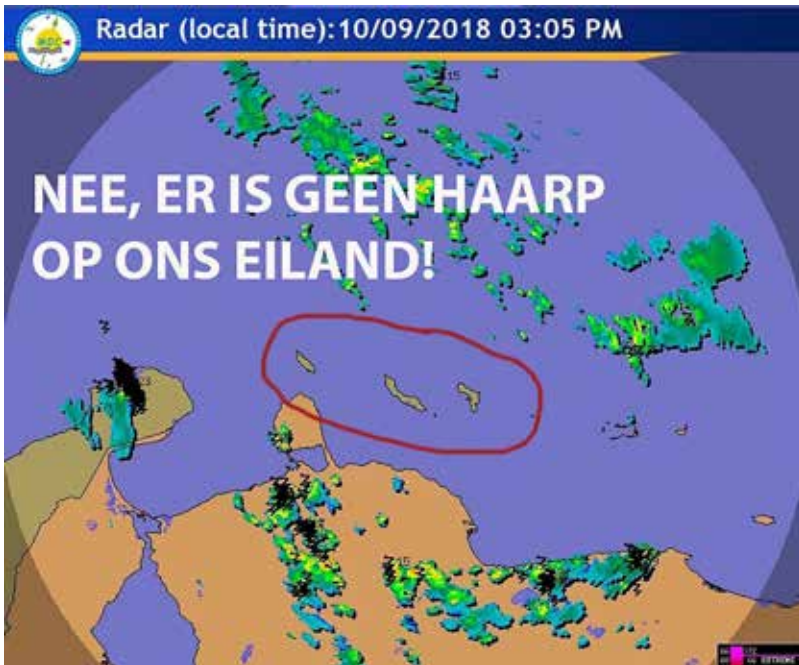 Radar (local time):10/09/2018 03:05 PM
NEE, ER IS GEEN HAARP
OP ONS EILAND!